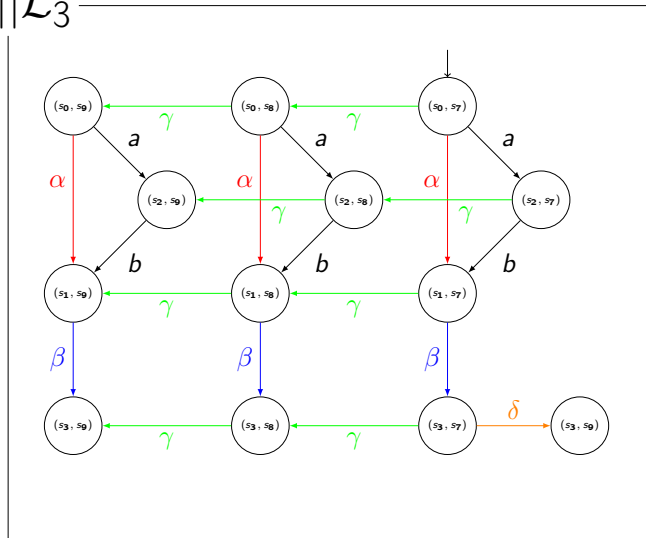 ||𝓛₃
(s₀, s₉) γ (s₀, s₈) γ (s₀, s₇)
a a a
α α α
(s₂, s₉) γ (s₂, s₈) γ (s₂, s₇)
b b b
(s₁, s₉) γ (s₁, s₈) γ (s₁, s₇)
β β β
(s₃, s₉) γ (s₃, s₈) γ (s₃, s₇) δ (s₃, s₉)